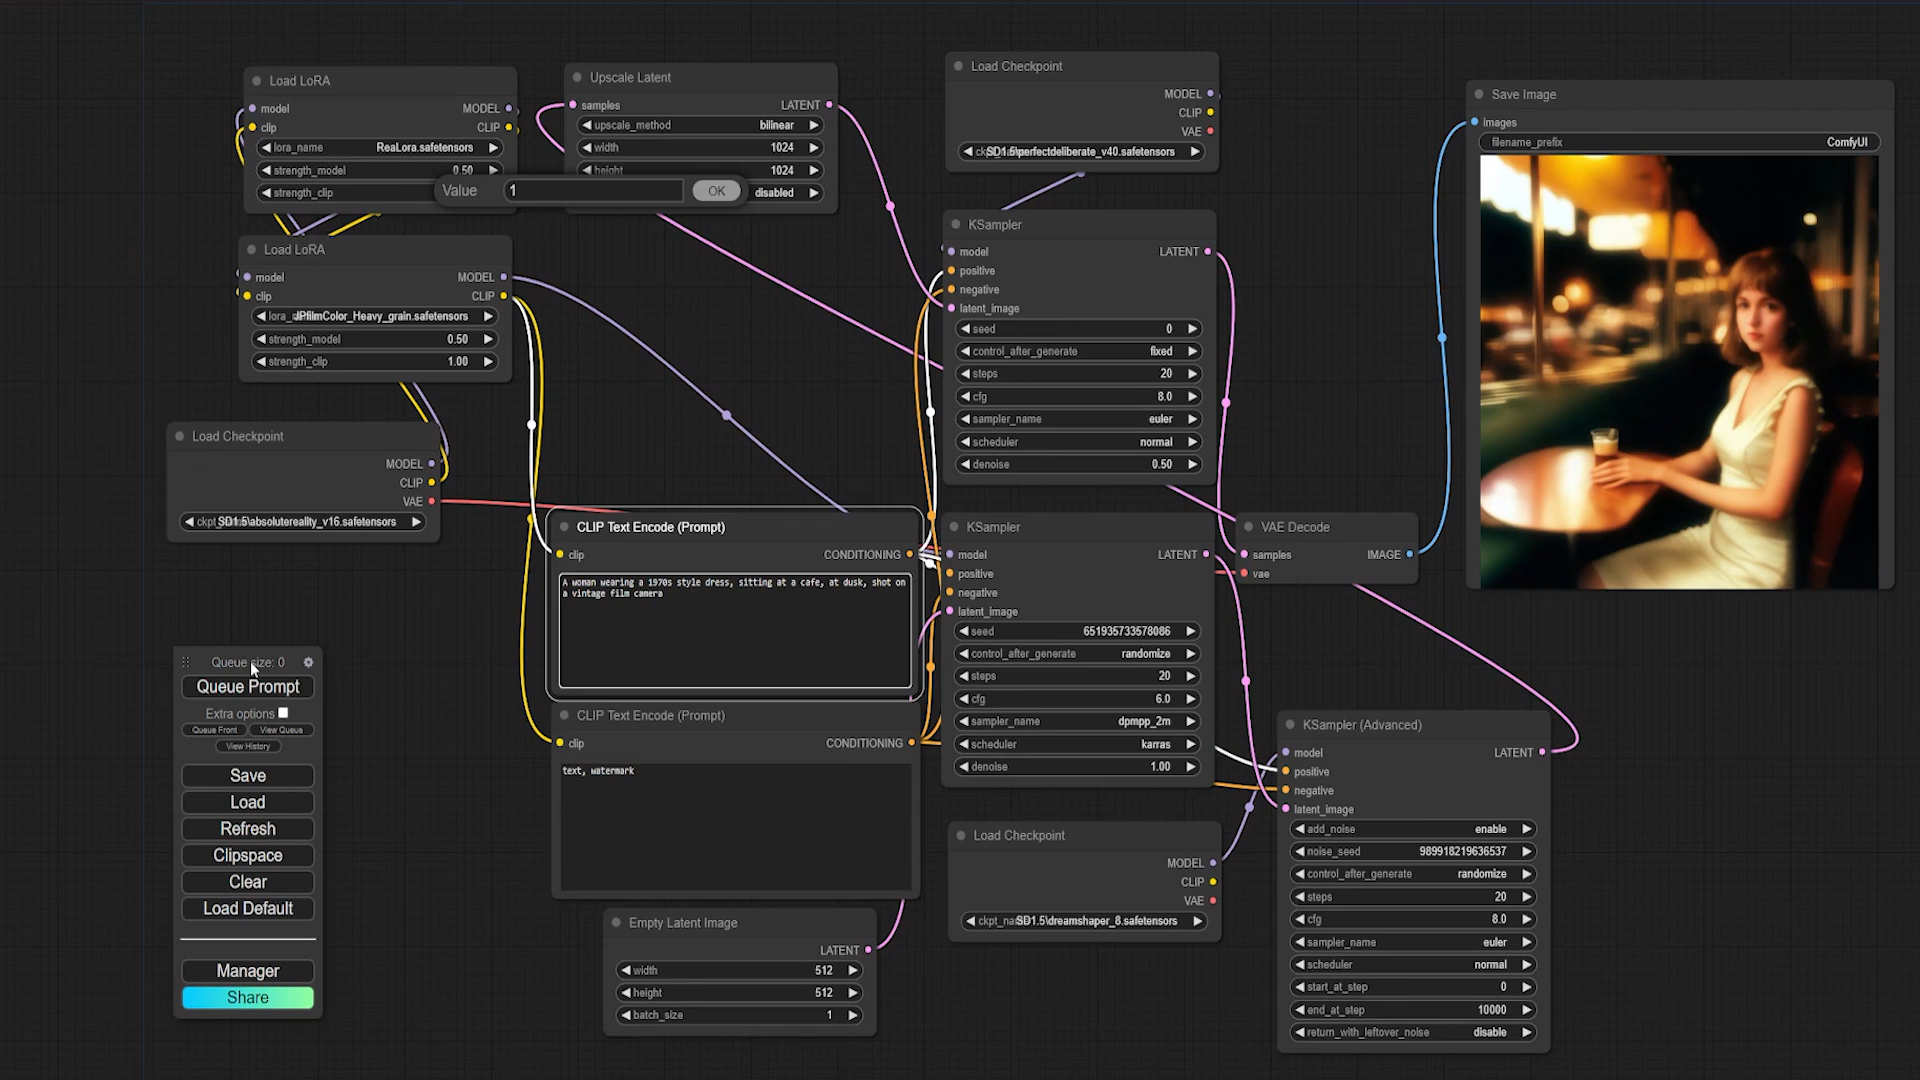 Load LoRA
model MODEL
clip CLIP
lora_name ReaLora.safetensors
strength_model 0.50
strength_clip
Upscale Latent
samples LATENT
upscale_method bilinear
width 1024
height 1024
disabled
Value 1 OK
Load LoRA
model MODEL
clip CLIP
JPfilmColor_Heavy_grain.safetensors
strength_model 0.50
strength_clip 1.00
Load Checkpoint
MODEL
CLIP
VAE
SD1.5\absolutereality_v16.safetensors
Queue size: 0
Queue Prompt
Extra options
Queue Front View Queue
View History
Save
Load
Refresh
Clipspace
Clear
Load Default
Manager
Share
CLIP Text Encode (Prompt)
clip CONDITIONING
A woman wearing a 1970s style dress, sitting at a cafe, at dusk, shot on
a vintage film camera
CLIP Text Encode (Prompt)
clip CONDITIONING
text, watermark
Empty Latent Image
LATENT
width 512
height 512
batch_size 1
Load Checkpoint
MODEL
CLIP
VAE
SD1.5\perfectdeliberate_v40.safetensors
KSampler
model LATENT
positive
negative
latent_image
seed 0
control_after_generate fixed
steps 20
cfg 8.0
sampler_name euler
scheduler normal
denoise 0.50
KSampler
model LATENT
positive
negative
latent_image
seed 651935733578086
control_after_generate randomize
steps 20
cfg 6.0
sampler_name dpmpp_2m
scheduler karras
denoise 1.00
Load Checkpoint
MODEL
CLIP
VAE
SD1.5\dreamshaper_8.safetensors
VAE Decode
samples IMAGE
vae
KSampler (Advanced)
model LATENT
positive
negative
latent_image
add_noise enable
noise_seed 989918219636537
control_after_generate randomize
steps 20
cfg 8.0
sampler_name euler
scheduler normal
start_at_step 0
end_at_step 10000
return_with_leftover_noise disable
Save Image
images
filename_prefix ComfyUI